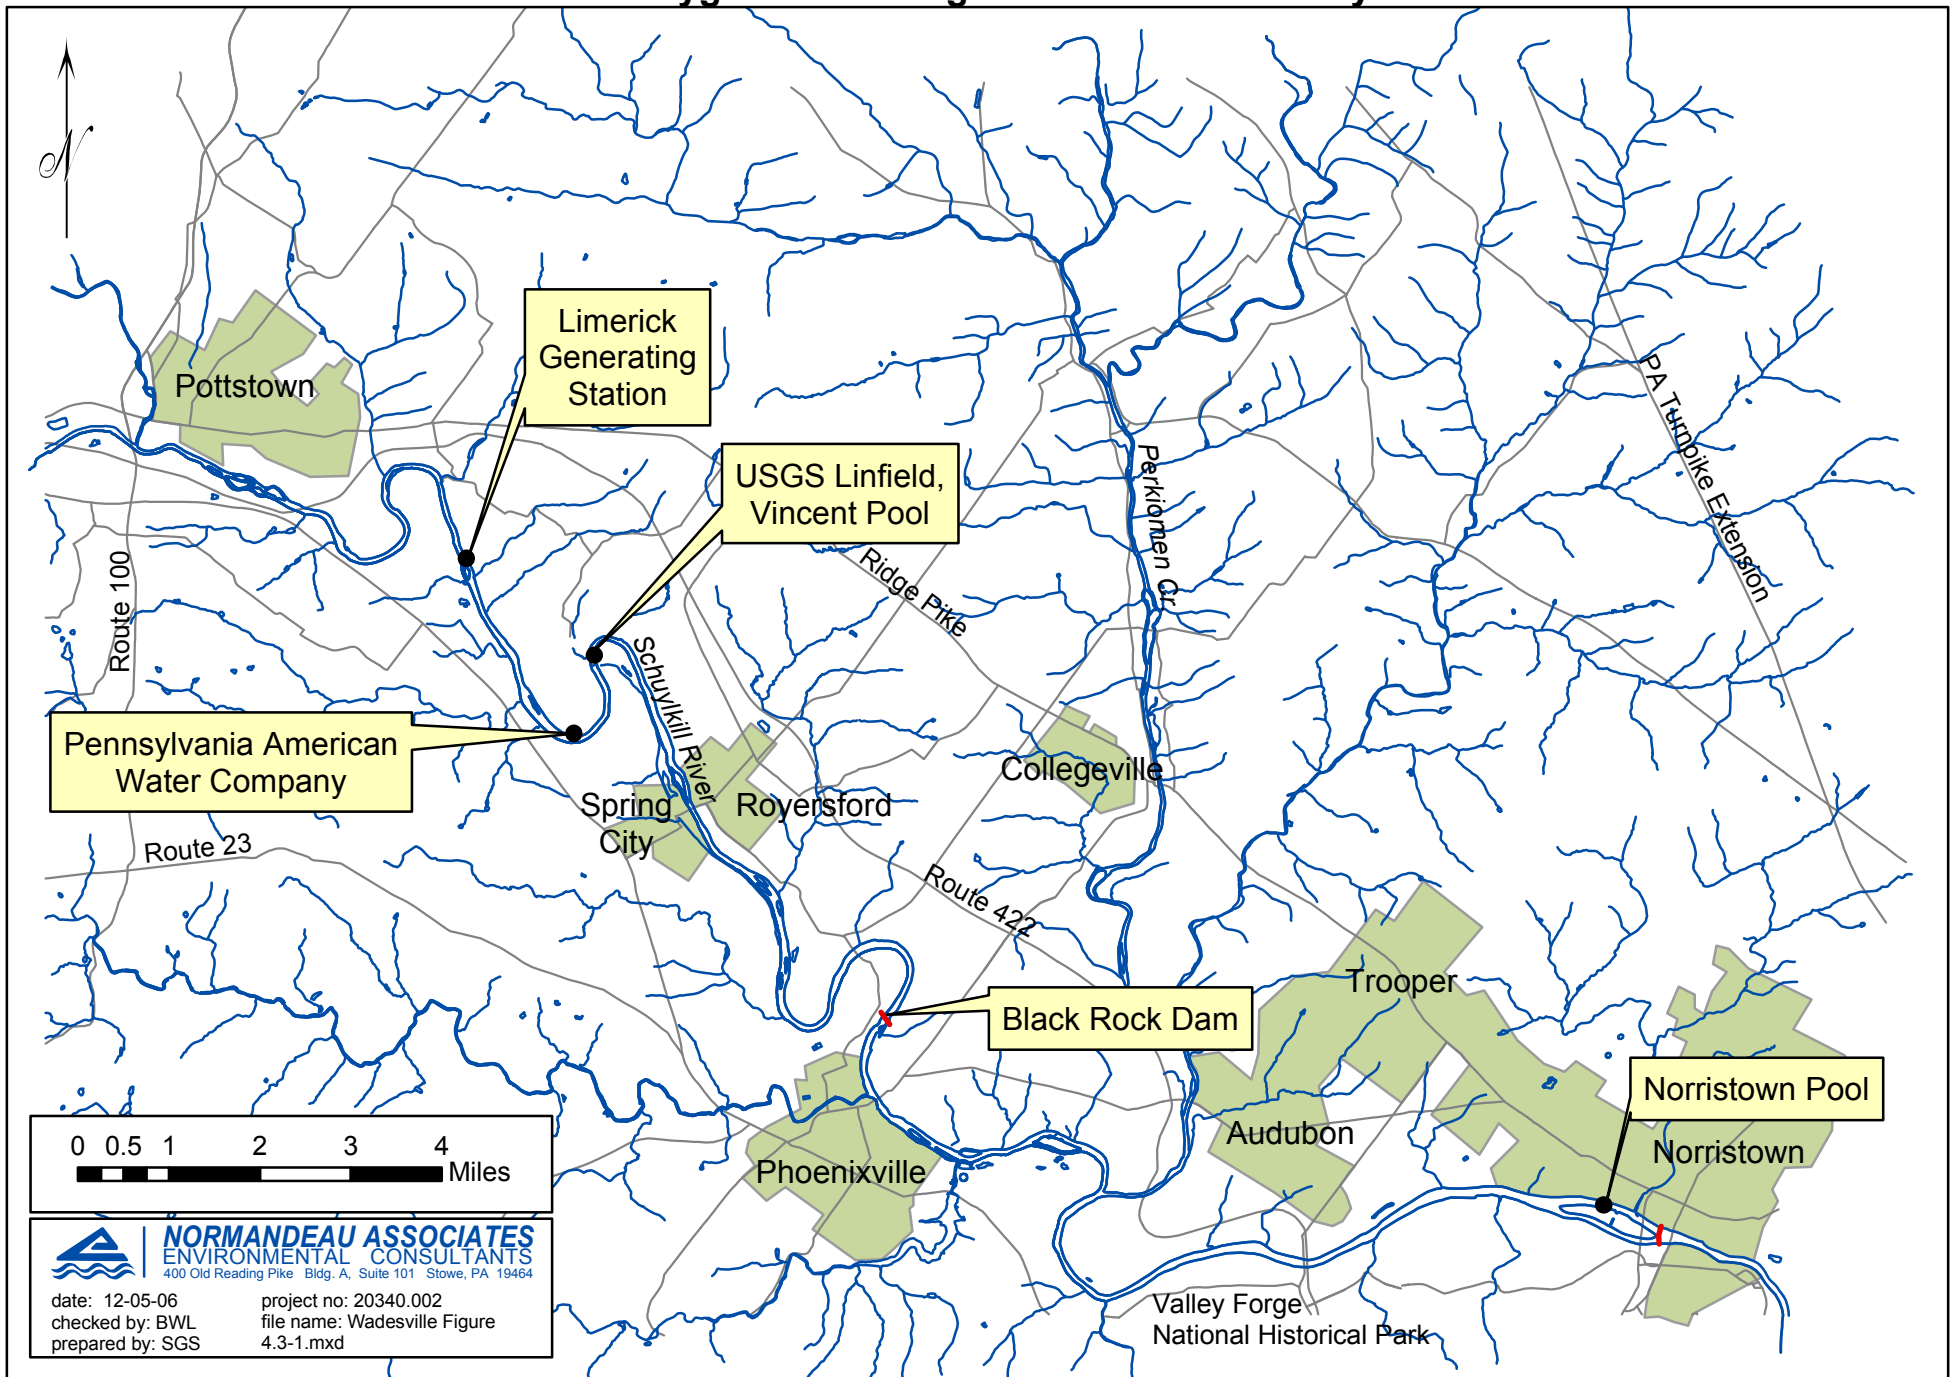 N
Limerick
Generating
Station
Pottstown
USGS Linfield,
Vincent Pool
PA Turnpike Extension
Perkiomen Cr
Ridge Pike
Route 100
Schuylkill River
Pennsylvania American
Water Company
Collegeville
Spring
City
Royersford
Route 23
Route 422
Trooper
Black Rock Dam
Norristown Pool
Audubon
Norristown
Phoenixville
0 0.5 1 2 3 4
Miles
NORMANDEAU ASSOCIATES
ENVIRONMENTAL CONSULTANTS
400 Old Reading Pike Bldg. A, Suite 101 Stowe, PA 19464
date: 12-05-06 project no: 20340.002
checked by: BWL file name: Wadesville Figure
prepared by: SGS 4.3-1.mxd
Valley Forge
National Historical Park